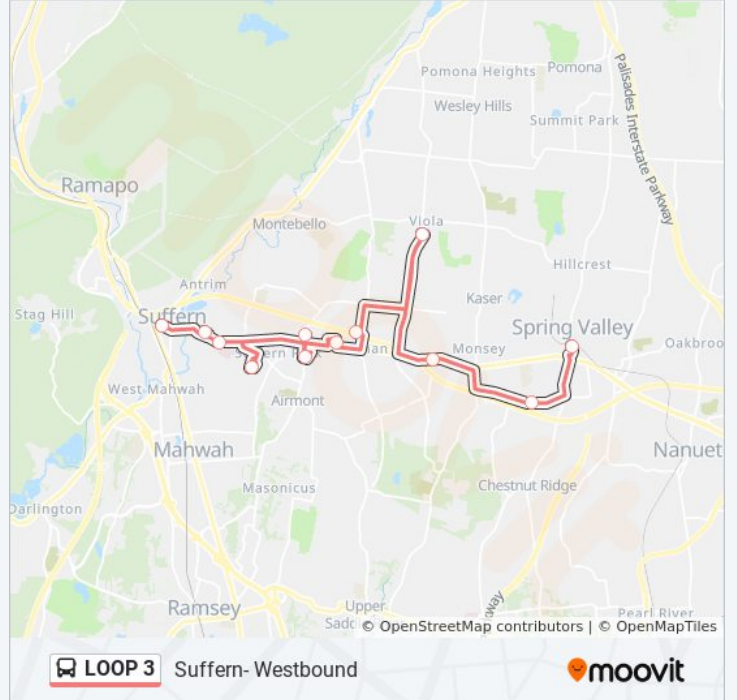 Pomona Heights
Pomona
Wesley Hills
Summit Park
Palisades Interstate Parkway
Ramapo
Montebello
Viola
Hillcrest
Antrim
Kaser
Stag Hill
Suffern
Spring Valley
Monsey
Oakbroo
West Mahwah
Airmont
Mahwah
Nanuet
Masonicus
Chestnut Ridge
Darlington
Ramsey
Upper
Sadd
Pearl River
© OpenStreetMap contributors | © OpenMapTiles
LOOP 3
Suffern- Westbound
moovit